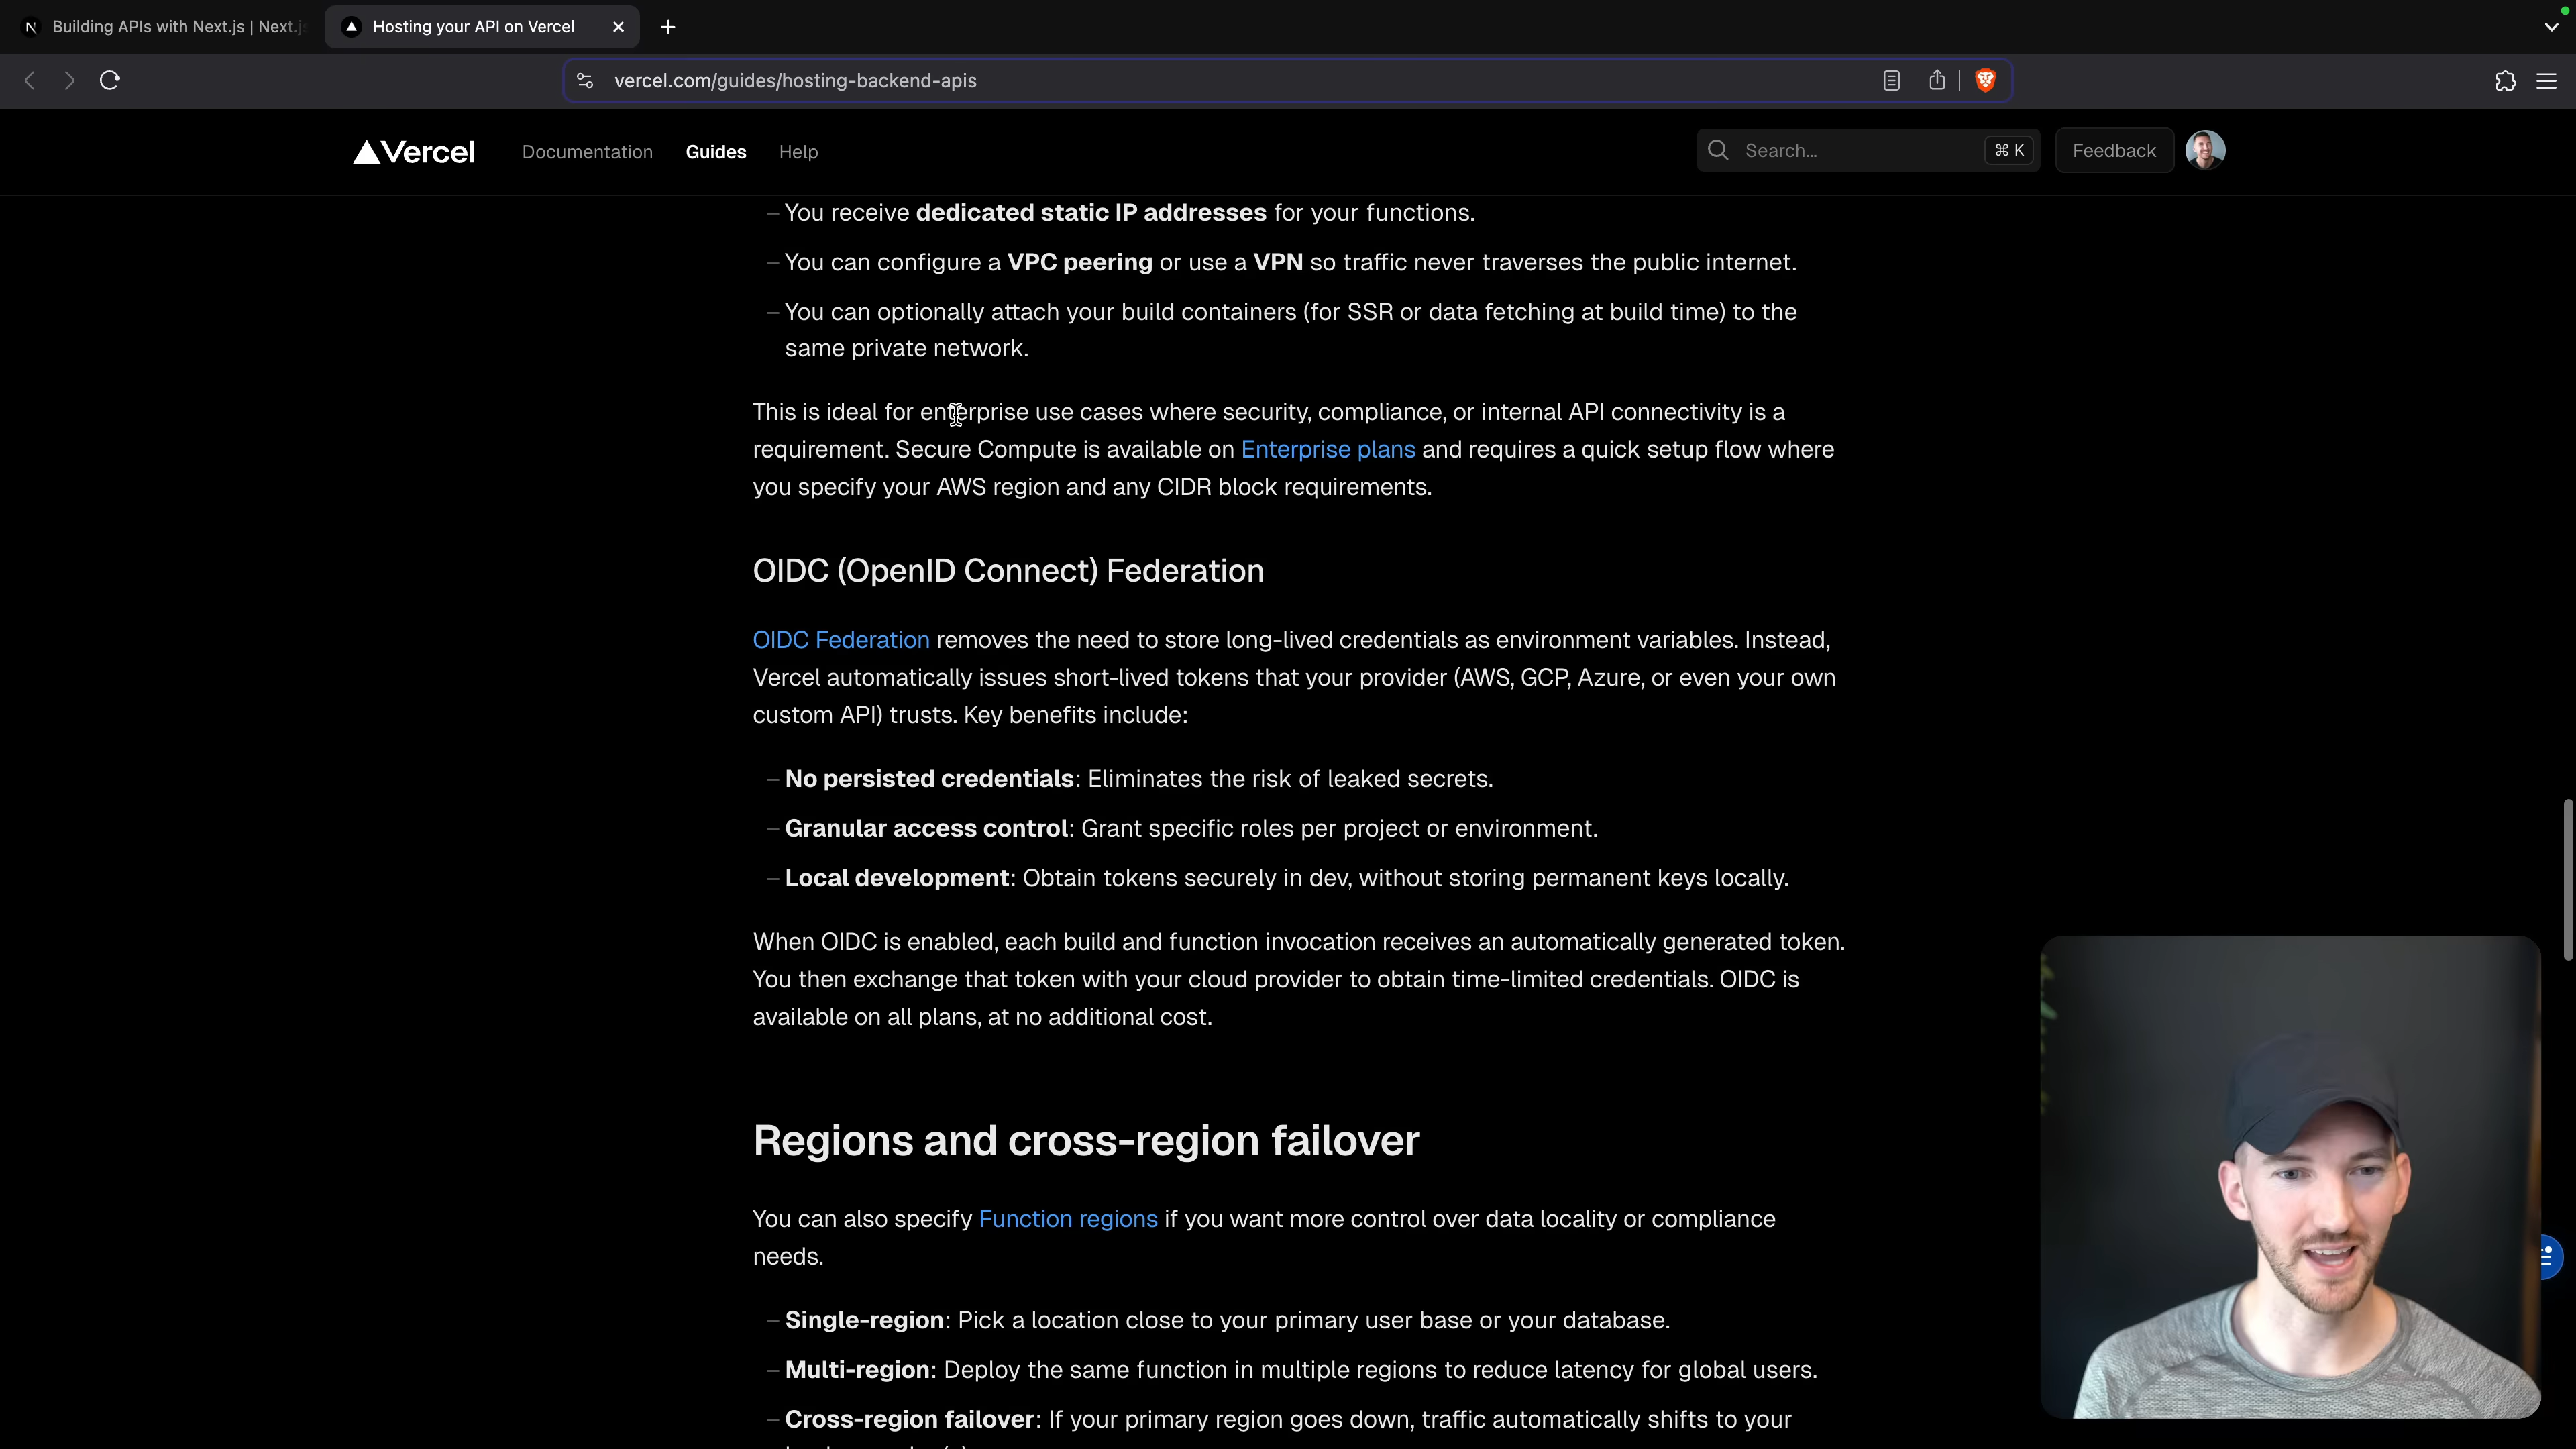 Building APIs with Next.js | Next.js
Hosting your API on Vercel
vercel.com/guides/hosting-backend-apis
Vercel
Documentation
Guides
Help
Search...
⌘ K
Feedback
– You receive dedicated static IP addresses for your functions.
– You can configure a VPC peering or use a VPN so traffic never traverses the public internet.
– You can optionally attach your build containers (for SSR or data fetching at build time) to the
same private network.
This is ideal for enterprise use cases where security, compliance, or internal API connectivity is a
requirement. Secure Compute is available on Enterprise plans and requires a quick setup flow where
you specify your AWS region and any CIDR block requirements.
OIDC (OpenID Connect) Federation
OIDC Federation removes the need to store long-lived credentials as environment variables. Instead,
Vercel automatically issues short-lived tokens that your provider (AWS, GCP, Azure, or even your own
custom API) trusts. Key benefits include:
– No persisted credentials: Eliminates the risk of leaked secrets.
– Granular access control: Grant specific roles per project or environment.
– Local development: Obtain tokens securely in dev, without storing permanent keys locally.
When OIDC is enabled, each build and function invocation receives an automatically generated token.
You then exchange that token with your cloud provider to obtain time-limited credentials. OIDC is
available on all plans, at no additional cost.
Regions and cross-region failover
You can also specify Function regions if you want more control over data locality or compliance
needs.
– Single-region: Pick a location close to your primary user base or your database.
– Multi-region: Deploy the same function in multiple regions to reduce latency for global users.
– Cross-region failover: If your primary region goes down, traffic automatically shifts to your